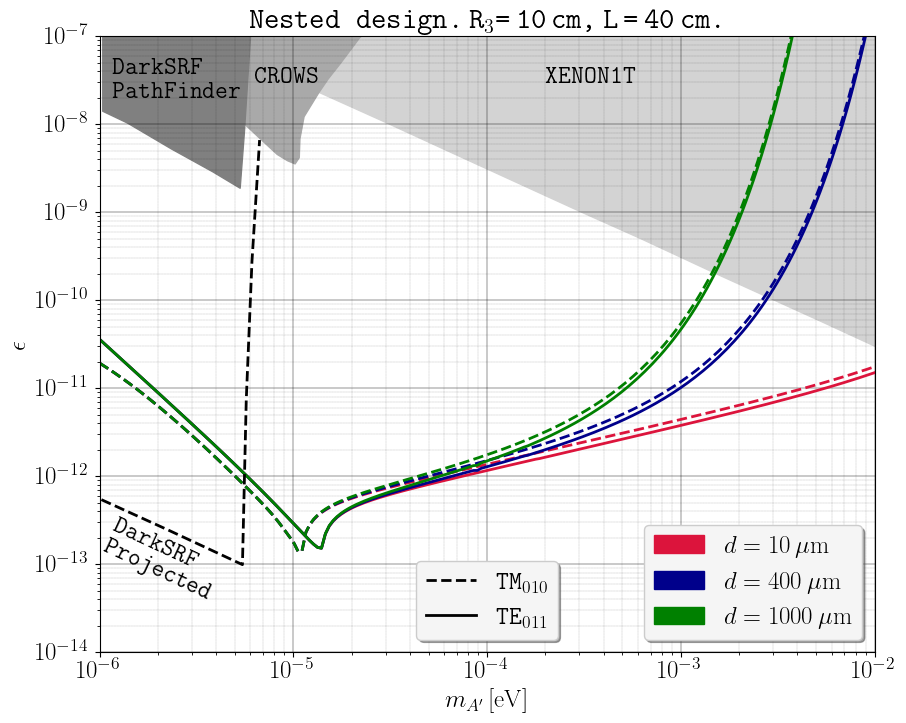 Nested design. R₃= 10 cm, L = 40 cm.
10⁻⁷
10⁻⁸
10⁻⁹
10⁻¹⁰
10⁻¹¹
10⁻¹²
10⁻¹³
10⁻¹⁴
ϵ
DarkSRF
PathFinder
CROWS
XENON1T
DarkSRF
Projected
TM₀₁₀
TE₀₁₁
d = 10 μm
d = 400 μm
d = 1000 μm
10⁻⁶
10⁻⁵
10⁻⁴
10⁻³
10⁻²
m_A′ [eV]